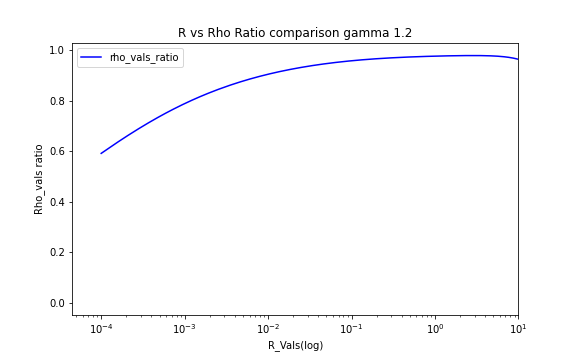 R vs Rho Ratio comparison gamma 1.2
rho_vals_ratio
Rho_vals ratio
1.0
0.8
0.6
0.4
0.2
0.0
10⁻⁴ 10⁻³ 10⁻² 10⁻¹ 10⁰ 10¹
R_Vals(log)